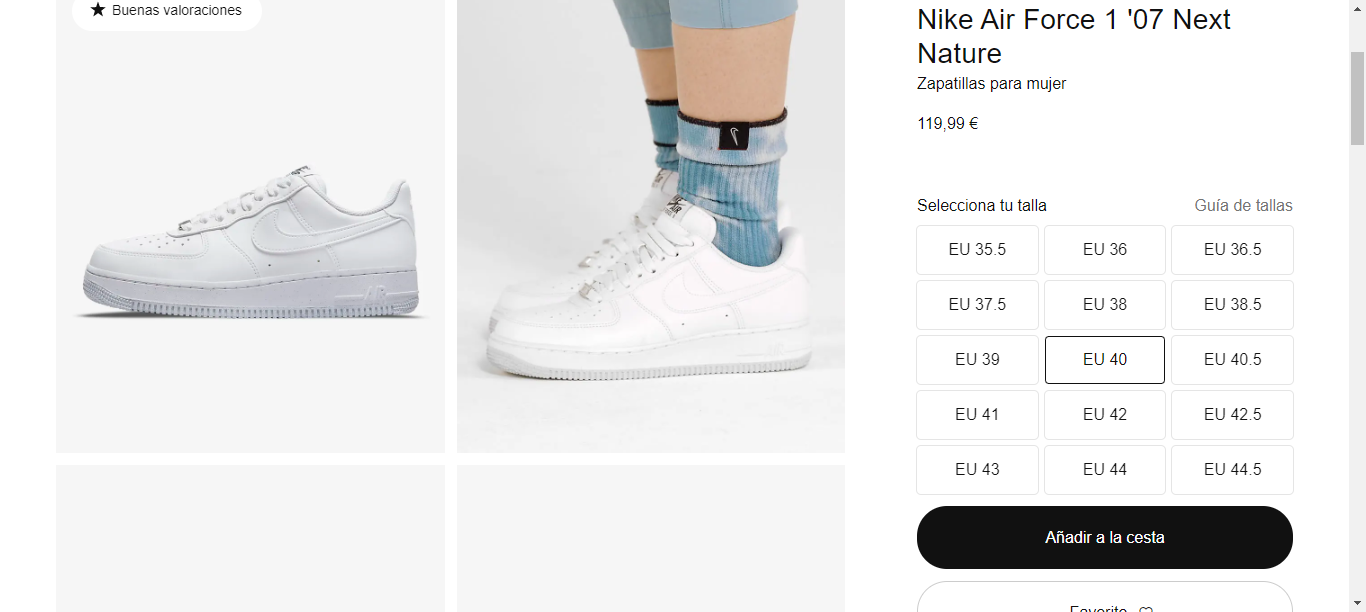 ★ Buenas valoraciones
Nike Air Force 1 '07 Next
Nature
Zapatillas para mujer
119,99 €
Selecciona tu talla
Guía de tallas
EU 35.5
EU 36
EU 36.5
EU 37.5
EU 38
EU 38.5
EU 39
EU 40
EU 40.5
EU 41
EU 42
EU 42.5
EU 43
EU 44
EU 44.5
Añadir a la cesta
Favorito